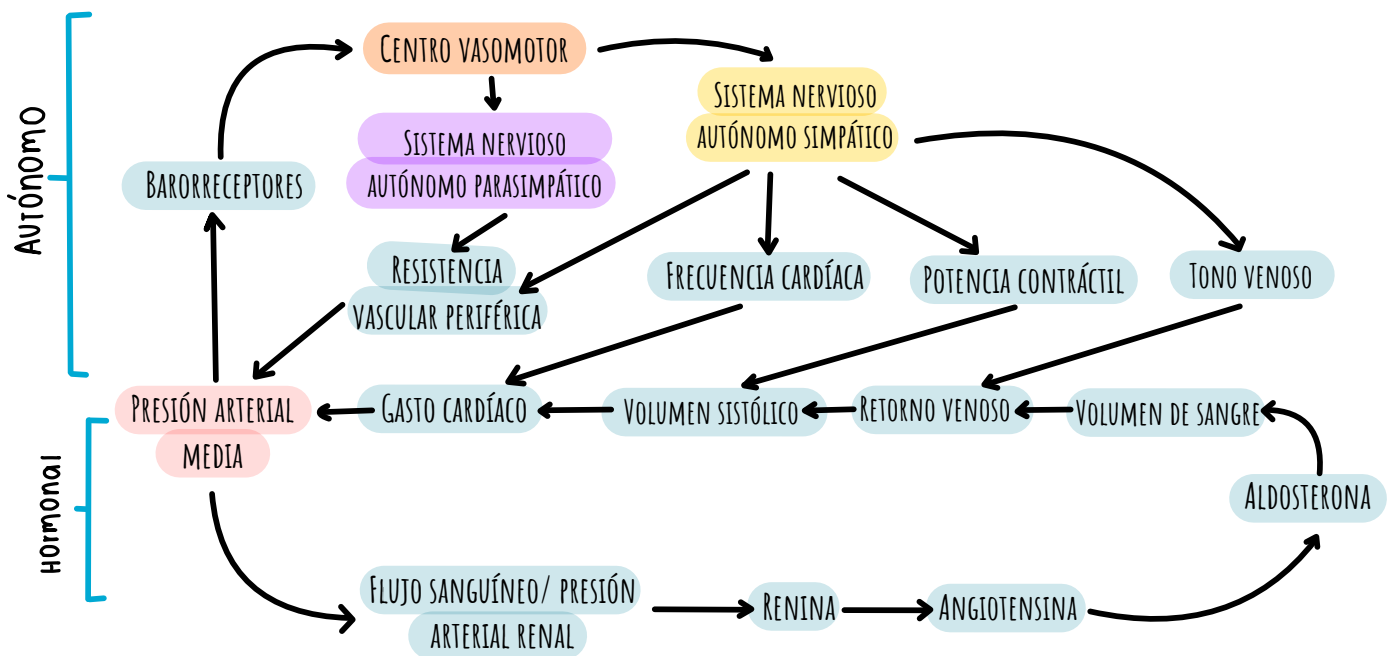 Autónomo
Centro vasomotor
Sistema nervioso
autónomo simpático
Sistema nervioso
autónomo parasimpático
Barorreceptores
Resistencia
vascular periférica
Frecuencia cardíaca
Potencia contráctil
Tono venoso
Presión arterial
media
Gasto cardíaco
Volumen sistólico
Retorno venoso
Volumen de sangre
Hormonal
Aldosterona
Flujo sanguíneo/ presión
arterial renal
Renina
Angiotensina